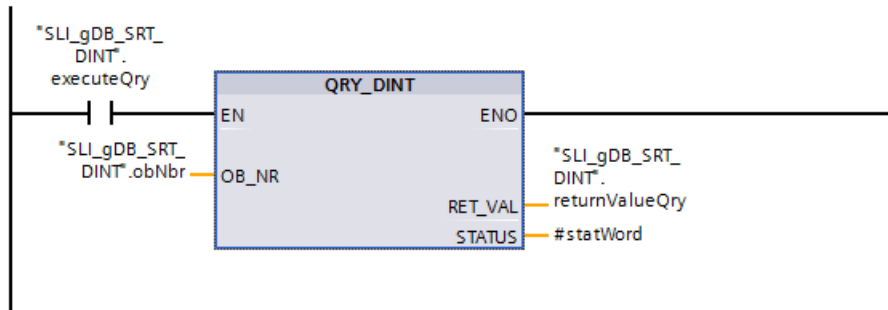 "SLI_gDB_SRT_
DINT".
executeQry
QRY_DINT
EN
ENO
"SLI_gDB_SRT_
DINT".obNbr
OB_NR
"SLI_gDB_SRT_
DINT".
returnValueQry
RET_VAL
STATUS
#statWord